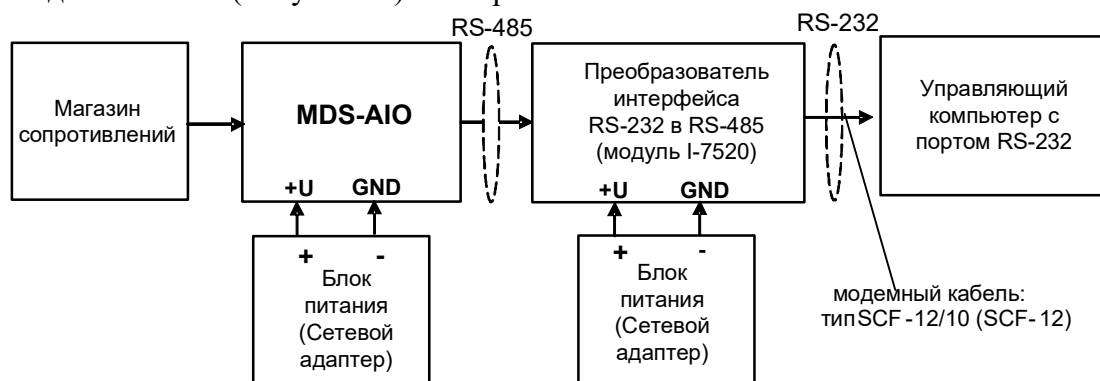 RS-485
RS-232
Магазин
сопротивлений
MDS-AIO
+U GND
Преобразователь
интерфейса
RS-232 в RS-485
(модуль I-7520)
+U GND
Управляющий
компьютер с
портом RS-232
+ -
Блок
питания
(Сетевой
адаптер)
+ -
Блок
питания
(Сетевой
адаптер)
модемный кабель:
тип SCF -12/10 (SCF- 12)